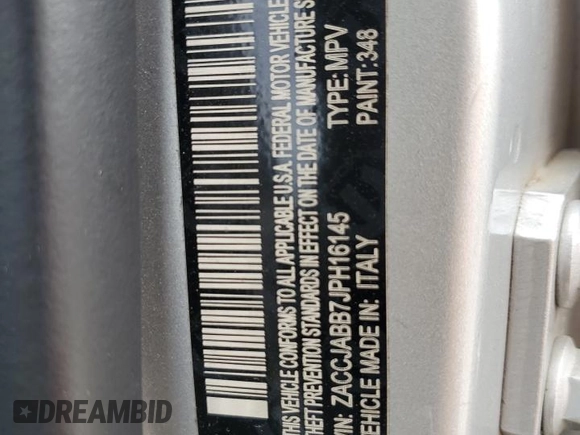 THIS VEHICLE CONFORMS TO ALL APPLICABLE U.S.A. FEDERAL MOTOR VEHICLE
THEFT PREVENTION STANDARDS IN EFFECT ON THE DATE OF MANUFACTURE
VIN: ZACCJABB7JPH16145 TYPE: MPV
VEHICLE MADE IN: ITALY PAINT: 348
DREAMBID